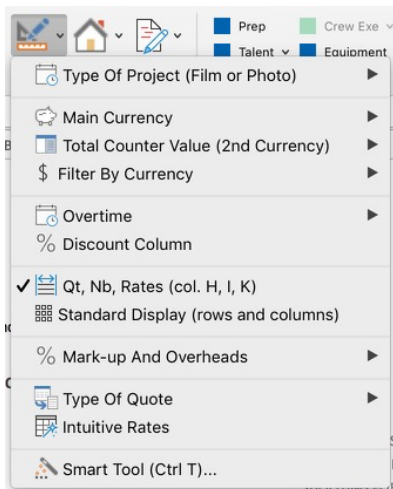 Prep
Crew Exe
Talent
Equipment
Type Of Project (Film or Photo)
Main Currency
Total Counter Value (2nd Currency)
$ Filter By Currency
Overtime
% Discount Column
Qt, Nb, Rates (col. H, I, K)
Standard Display (rows and columns)
% Mark-up And Overheads
Type Of Quote
Intuitive Rates
Smart Tool (Ctrl T)...